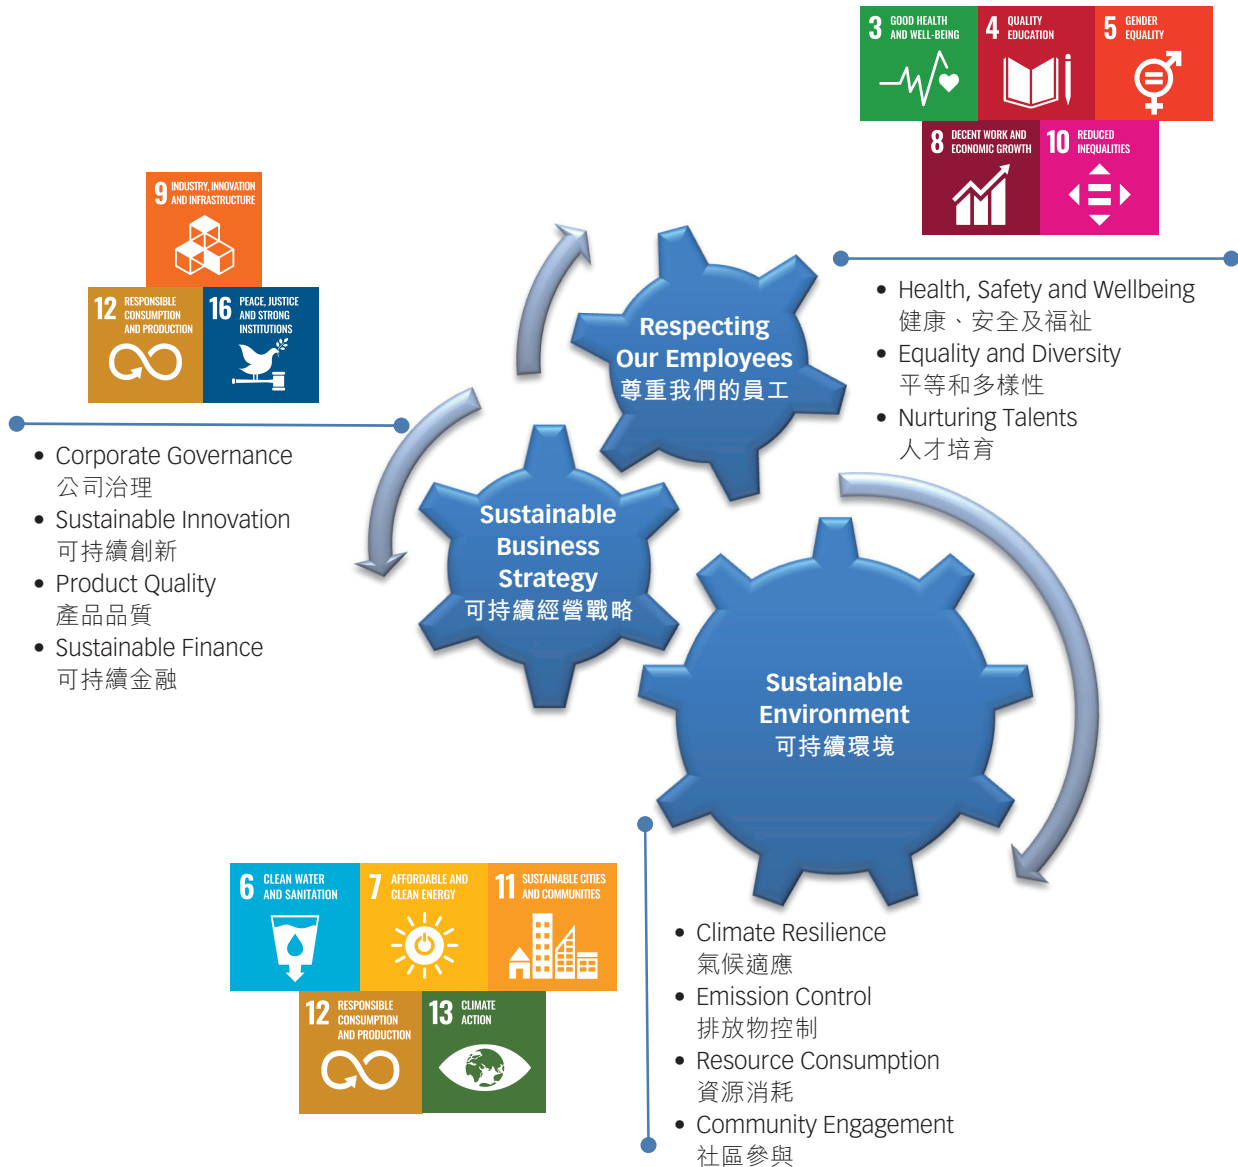 3 GOOD HEALTH
AND WELL-BEING
4 QUALITY
EDUCATION
5 GENDER
EQUALITY
8 DECENT WORK AND
ECONOMIC GROWTH
10 REDUCED
INEQUALITIES
9 INDUSTRY, INNOVATION
AND INFRASTRUCTURE
12 RESPONSIBLE
CONSUMPTION
AND PRODUCTION
16 PEACE, JUSTICE
AND STRONG
INSTITUTIONS
Respecting
Our Employees
尊重我們的員工
• Health, Safety and Wellbeing
健康、安全及福祉
• Equality and Diversity
平等和多樣性
• Nurturing Talents
人才培育
• Corporate Governance
公司治理
• Sustainable Innovation
可持續創新
• Product Quality
產品品質
• Sustainable Finance
可持續金融
Sustainable
Business
Strategy
可持續經營戰略
Sustainable
Environment
可持續環境
6 CLEAN WATER
AND SANITATION
7 AFFORDABLE AND
CLEAN ENERGY
11 SUSTAINABLE CITIES
AND COMMUNITIES
12 RESPONSIBLE
CONSUMPTION
AND PRODUCTION
13 CLIMATE
ACTION
• Climate Resilience
氣候適應
• Emission Control
排放物控制
• Resource Consumption
資源消耗
• Community Engagement
社區參與